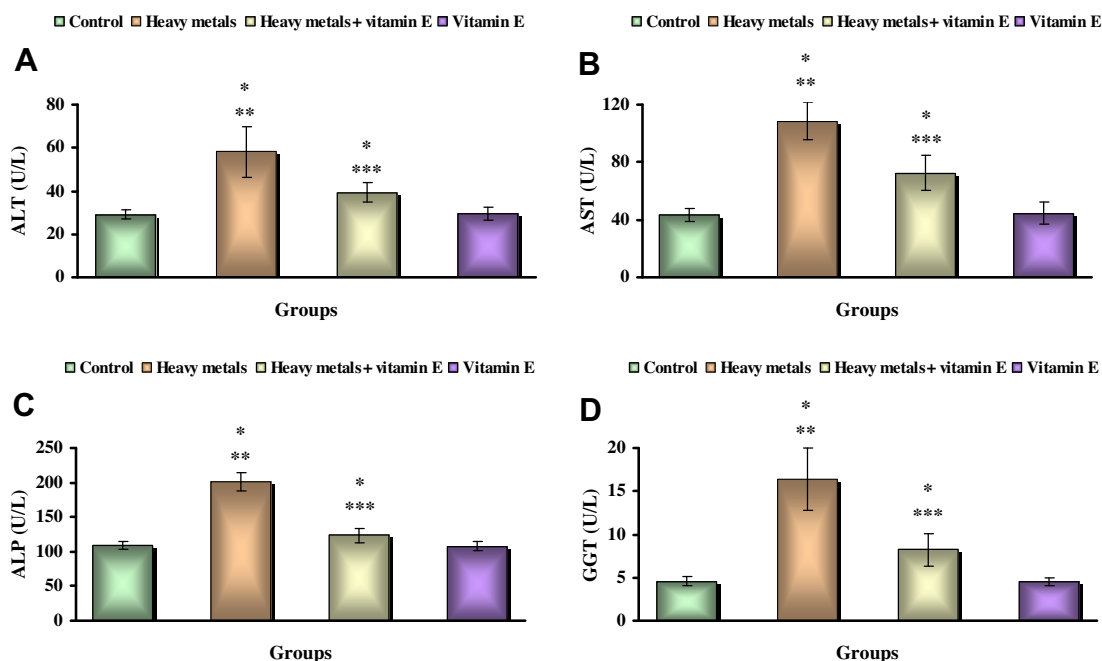 Control Heavy metals Heavy metals+ vitamin E Vitamin E
A
*
**
*
***
80
60
40
20
0
ALT (U/L)
Groups
Control Heavy metals Heavy metals+ vitamin E Vitamin E
B
*
**
*
***
120
80
40
0
AST (U/L)
Groups
Control Heavy metals Heavy metals+ vitamin E Vitamin E
C
*
**
*
***
250
200
150
100
50
0
ALP (U/L)
Groups
Control Heavy metals Heavy metals+ vitamin E Vitamin E
D
*
**
*
***
20
15
10
5
0
GGT (U/L)
Groups